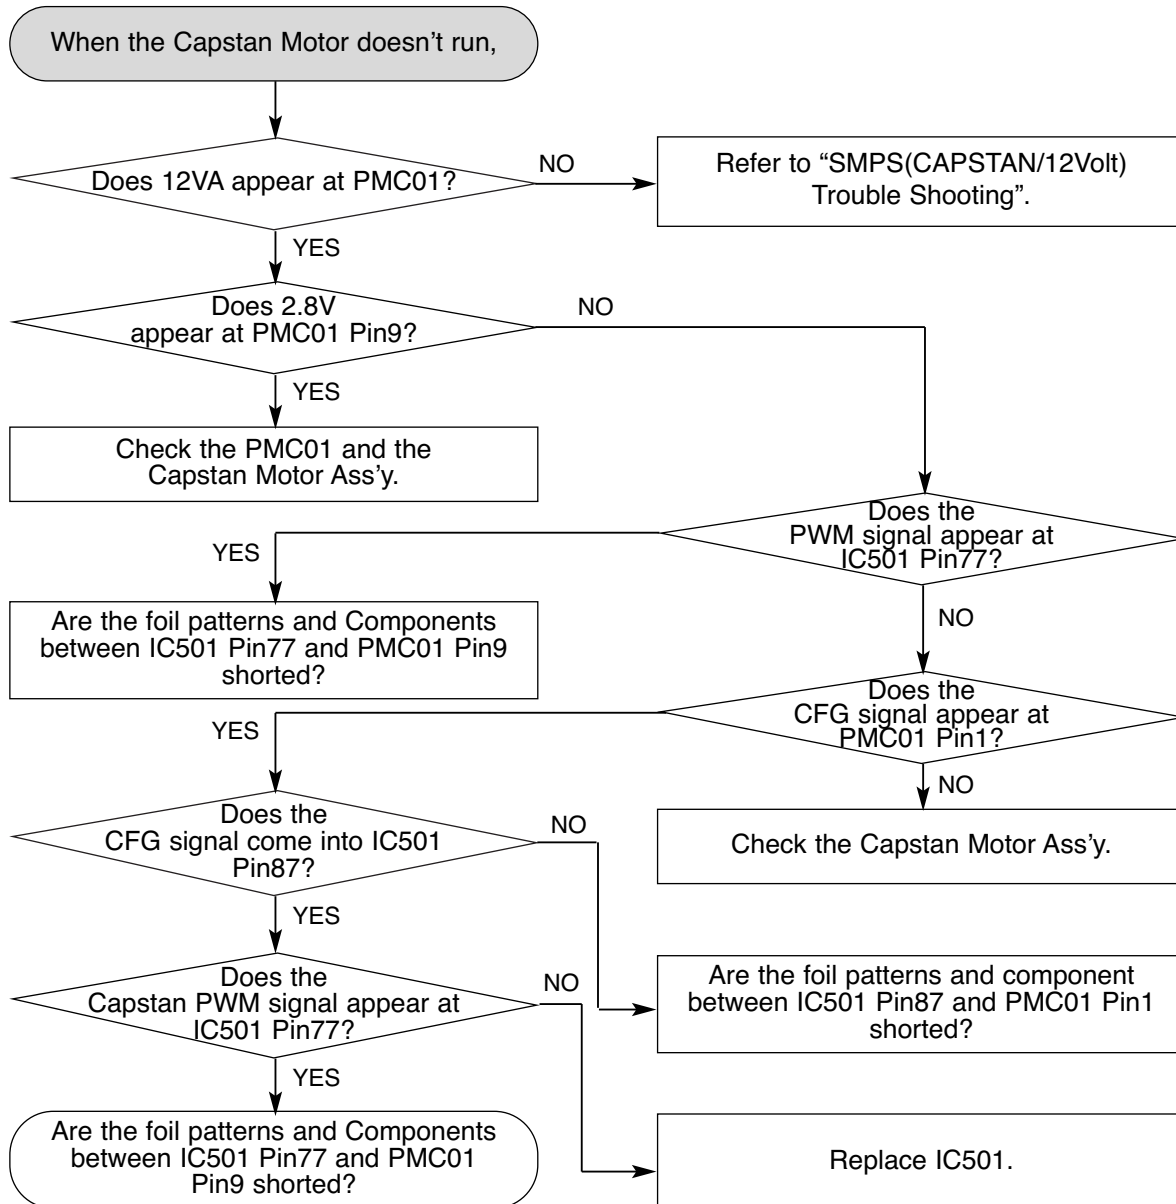 When the Capstan Motor doesn't run,
Does 12VA appear at PMC01?
NO
Refer to “SMPS(CAPSTAN/12Volt)
Trouble Shooting”.
YES
Does 2.8V
appear at PMC01 Pin9?
NO
YES
Check the PMC01 and the
Capstan Motor Ass'y.
Does the
PWM signal appear at
IC501 Pin77?
YES
Are the foil patterns and Components
between IC501 Pin77 and PMC01 Pin9
shorted?
NO
Does the
CFG signal appear at
PMC01 Pin1?
YES
NO
Check the Capstan Motor Ass'y.
Does the
CFG signal come into IC501
Pin87?
NO
YES
Are the foil patterns and component
between IC501 Pin87 and PMC01 Pin1
shorted?
Does the
Capstan PWM signal appear at
IC501 Pin77?
NO
YES
Are the foil patterns and Components
between IC501 Pin77 and PMC01
Pin9 shorted?
Replace IC501.